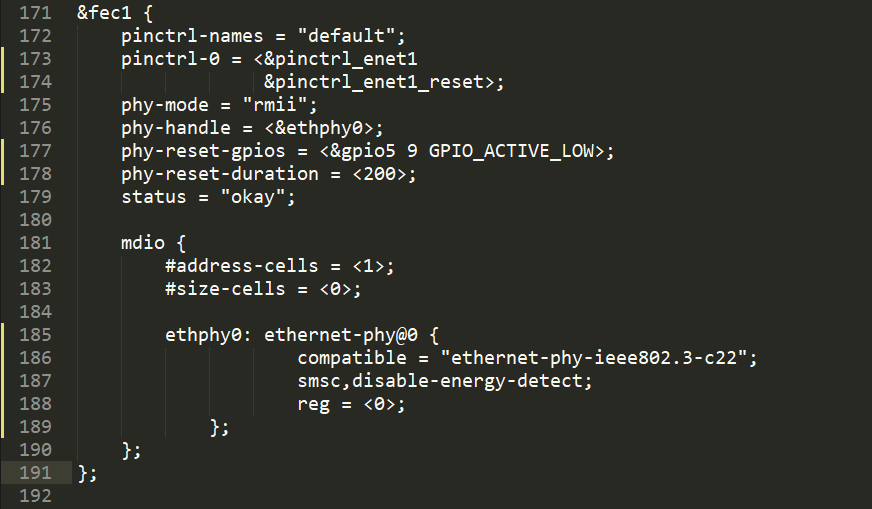 171 &fec1 {
172     pinctrl-names = "default";
173     pinctrl-0 = <&pinctrl_enet1
174                  &pinctrl_enet1_reset>;
175     phy-mode = "rmii";
176     phy-handle = <&ethphy0>;
177     phy-reset-gpios = <&gpio5 9 GPIO_ACTIVE_LOW>;
178     phy-reset-duration = <200>;
179     status = "okay";
180
181     mdio {
182         #address-cells = <1>;
183         #size-cells = <0>;
184
185         ethphy0: ethernet-phy@0 {
186                     compatible = "ethernet-phy-ieee802.3-c22";
187                     smsc,disable-energy-detect;
188                     reg = <0>;
189             };
190     };
191 };
192